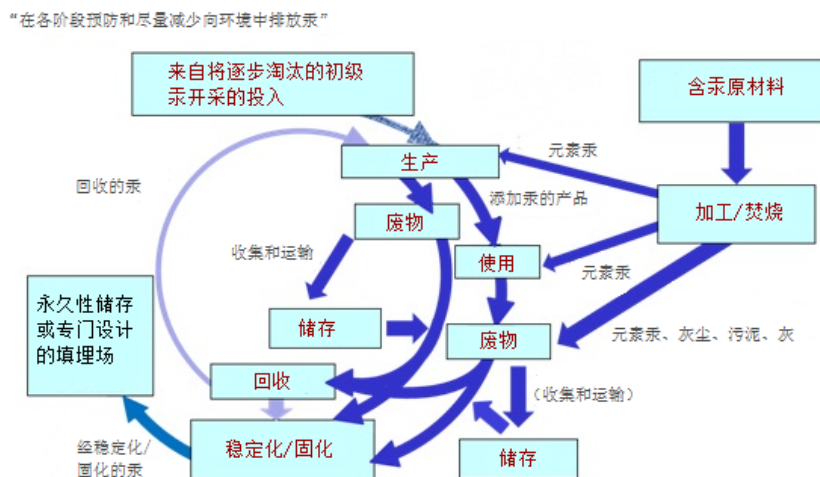 “在各阶段预防和尽量减少向环境中排放汞”
来自将逐步淘汰的初级
汞开采的投入
含汞原材料
生产
元素汞
回收的汞
添加汞的产品
废物
加工/焚烧
收集和运输
使用
元素汞
永久性储存
或专门设计
的填埋场
储存
废物
元素汞、灰尘、污泥、灰
回收
（收集和运输）
经稳定化/
固化的汞
稳定化/固化
储存